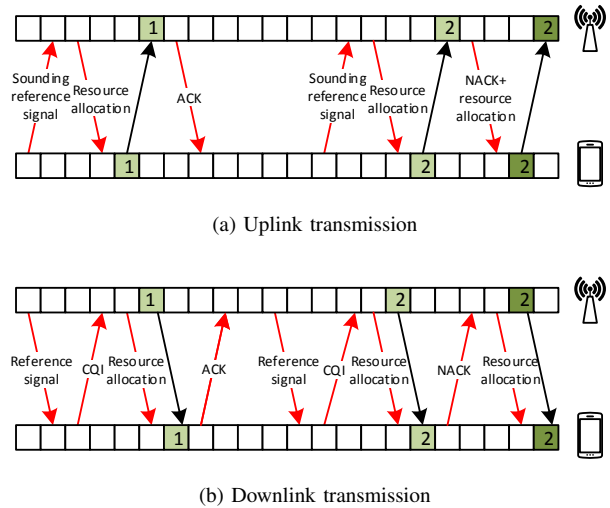 1
2
2
Sounding
reference
signal
Resource
allocation
ACK
Sounding
reference
signal
Resource
allocation
NACK+
resource
allocation
1
2
2
(a) Uplink transmission
1
2
2
Reference
signal
CQI
Resource
allocation
ACK
Reference
signal
CQI
Resource
allocation
NACK
Resource
allocation
1
2
2
(b) Downlink transmission